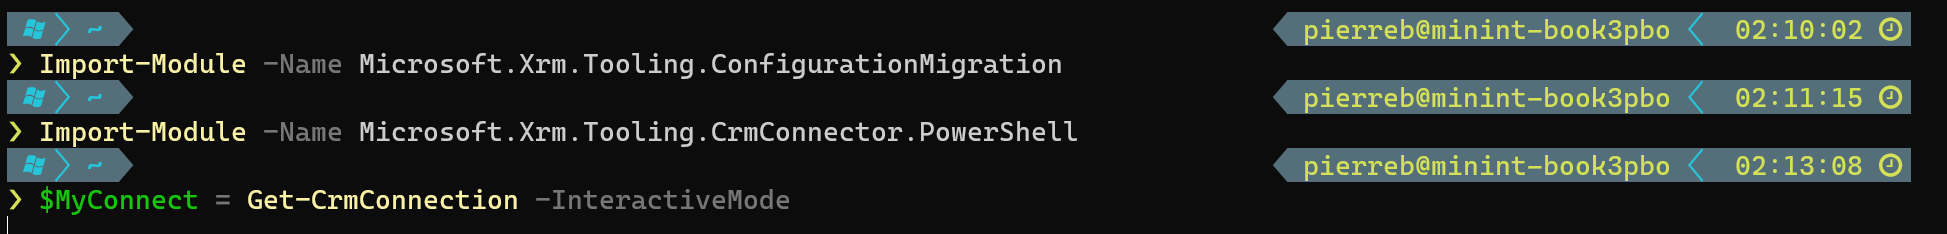 ~ pierreb@minint-book3pbo 02:10:02
❯ Import-Module -Name Microsoft.Xrm.Tooling.ConfigurationMigration
~ pierreb@minint-book3pbo 02:11:15
❯ Import-Module -Name Microsoft.Xrm.Tooling.CrmConnector.PowerShell
~ pierreb@minint-book3pbo 02:13:08
❯ $MyConnect = Get-CrmConnection -InteractiveMode